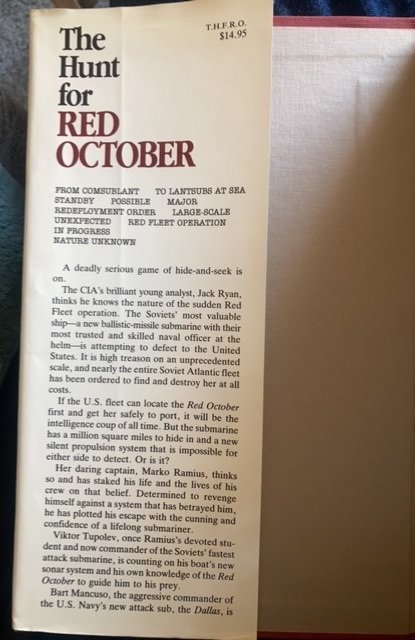 T.H.F.R.O.
$14.95
The
Hunt
for
RED
OCTOBER
FROM COMSUBLANT TO LANTSUBS AT SEA
STANDBY POSSIBLE MAJOR
REDEPLOYMENT ORDER LARGE-SCALE
UNEXPECTED RED FLEET OPERATION
IN PROGRESS
NATURE UNKNOWN
A deadly serious game of hide-and-seek is
on.
The CIA's brilliant young analyst, Jack Ryan,
thinks he knows the nature of the sudden Red
Fleet operation. The Soviets' most valuable
ship—a new ballistic-missile submarine with their
most trusted and skilled naval officer at the
helm—is attempting to defect to the United
States. It is high treason on an unprecedented
scale, and nearly the entire Soviet Atlantic fleet
has been ordered to find and destroy her at all
costs.
If the U.S. fleet can locate the Red October
first and get her safely to port, it will be the
intelligence coup of all time. But the submarine
has a million square miles to hide in and a new
silent propulsion system that is impossible for
either side to detect. Or is it?
Her daring captain, Marko Ramius, thinks
so and has staked his life and the lives of his
crew on that belief. Determined to revenge
himself against a system that has betrayed him,
he has plotted his escape with the cunning and
confidence of a lifelong submariner.
Viktor Tupolev, once Ramius's devoted stu-
dent and now commander of the Soviets' fastest
attack submarine, is counting on his boat's new
sonar system and his own knowledge of the Red
October to guide him to his prey.
Bart Mancuso, the aggressive commander of
the U.S. Navy's new attack sub, the Dallas, is